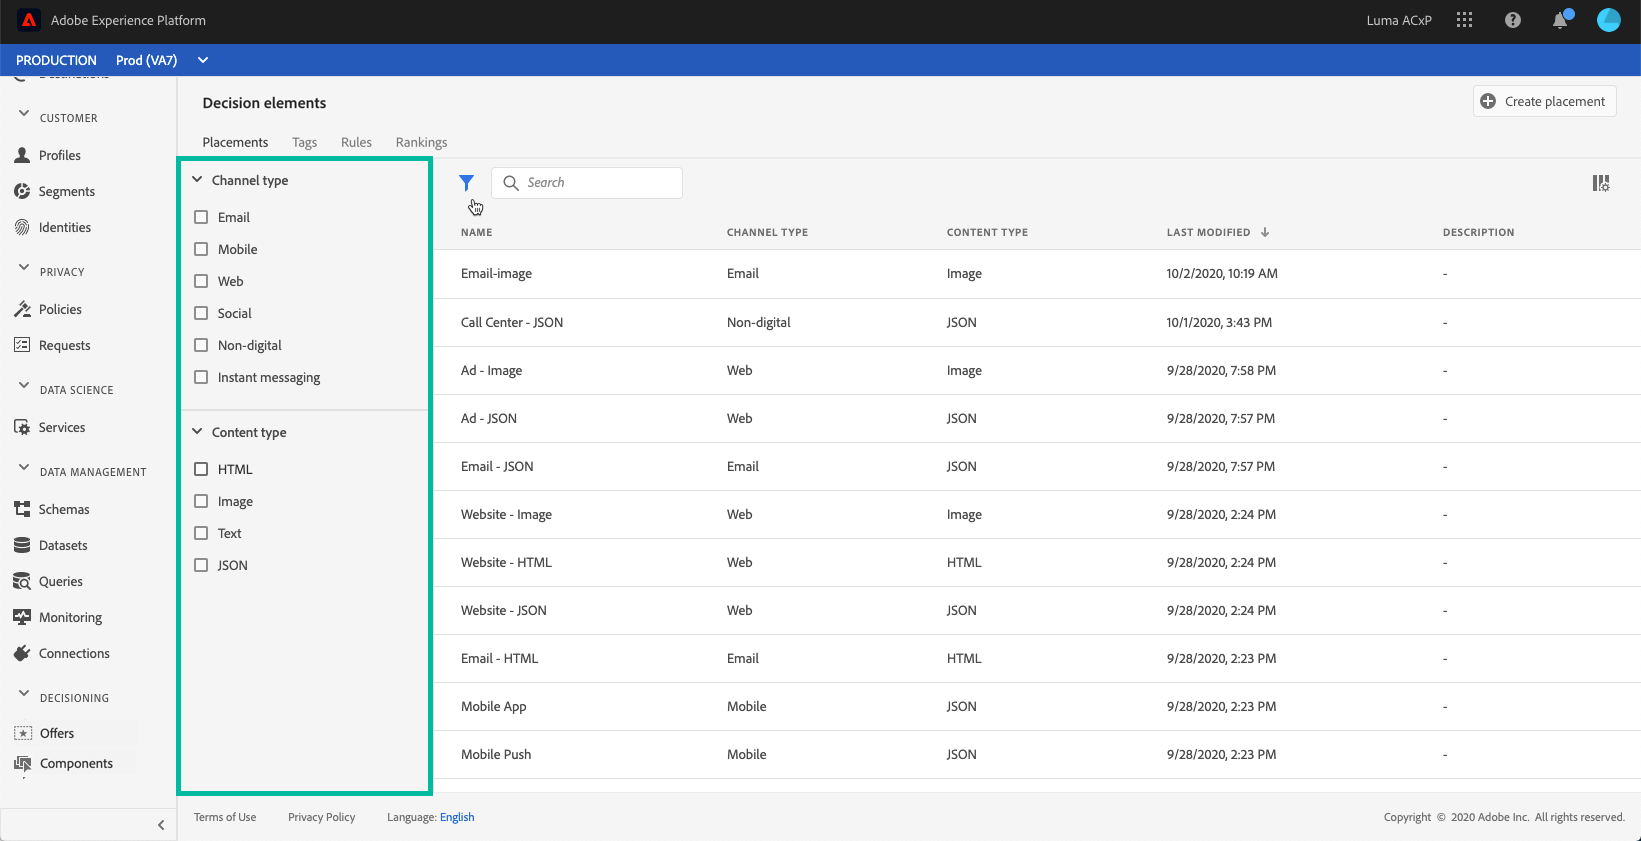 Adobe Experience Platform
Luma ACxP
PRODUCTION Prod (VA7)
CUSTOMER
Profiles
Segments
Identities
PRIVACY
Policies
Requests
DATA SCIENCE
Services
DATA MANAGEMENT
Schemas
Datasets
Queries
Monitoring
Connections
DECISIONING
Offers
Components
Decision elements
Create placement
Placements Tags Rules Rankings
Channel type
Email
Mobile
Web
Social
Non-digital
Instant messaging
Content type
HTML
Image
Text
JSON
Search
NAME CHANNEL TYPE CONTENT TYPE LAST MODIFIED DESCRIPTION
Email-image Email Image 10/2/2020, 10:19 AM -
Call Center - JSON Non-digital JSON 10/1/2020, 3:43 PM -
Ad - Image Web Image 9/28/2020, 7:58 PM -
Ad - JSON Web JSON 9/28/2020, 7:57 PM -
Email - JSON Email JSON 9/28/2020, 7:57 PM -
Website - Image Web Image 9/28/2020, 2:24 PM -
Website - HTML Web HTML 9/28/2020, 2:24 PM -
Website - JSON Web JSON 9/28/2020, 2:24 PM -
Email - HTML Email HTML 9/28/2020, 2:23 PM -
Mobile App Mobile JSON 9/28/2020, 2:23 PM -
Mobile Push Mobile JSON 9/28/2020, 2:23 PM -
Terms of Use Privacy Policy Language: English
Copyright © 2020 Adobe Inc. All rights reserved.